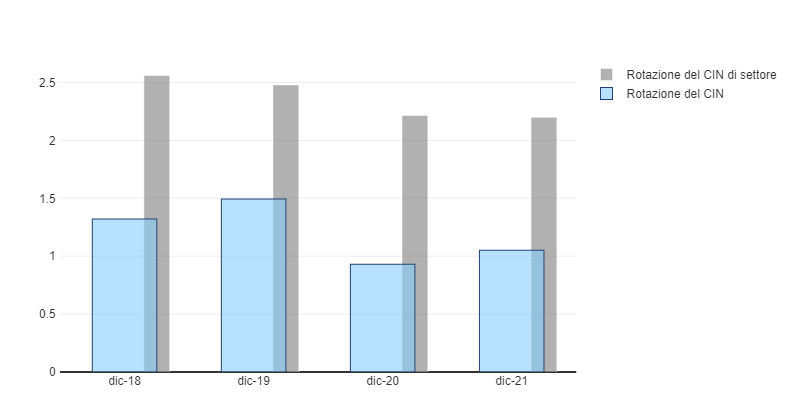 Rotazione del CIN di settore
Rotazione del CIN
2.5
2
1.5
1
0.5
0
dic-18 dic-19 dic-20 dic-21